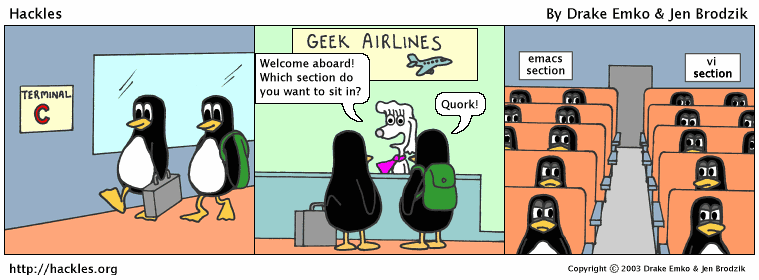 Hackles
By Drake Emko & Jen Brodzik
TERMINAL
C
GEEK AIRLINES
Welcome aboard!
Which section do
you want to sit in?
Quork!
emacs
section
vi
section
http://hackles.org
Copyright © 2003 Drake Emko & Jen Brodzik